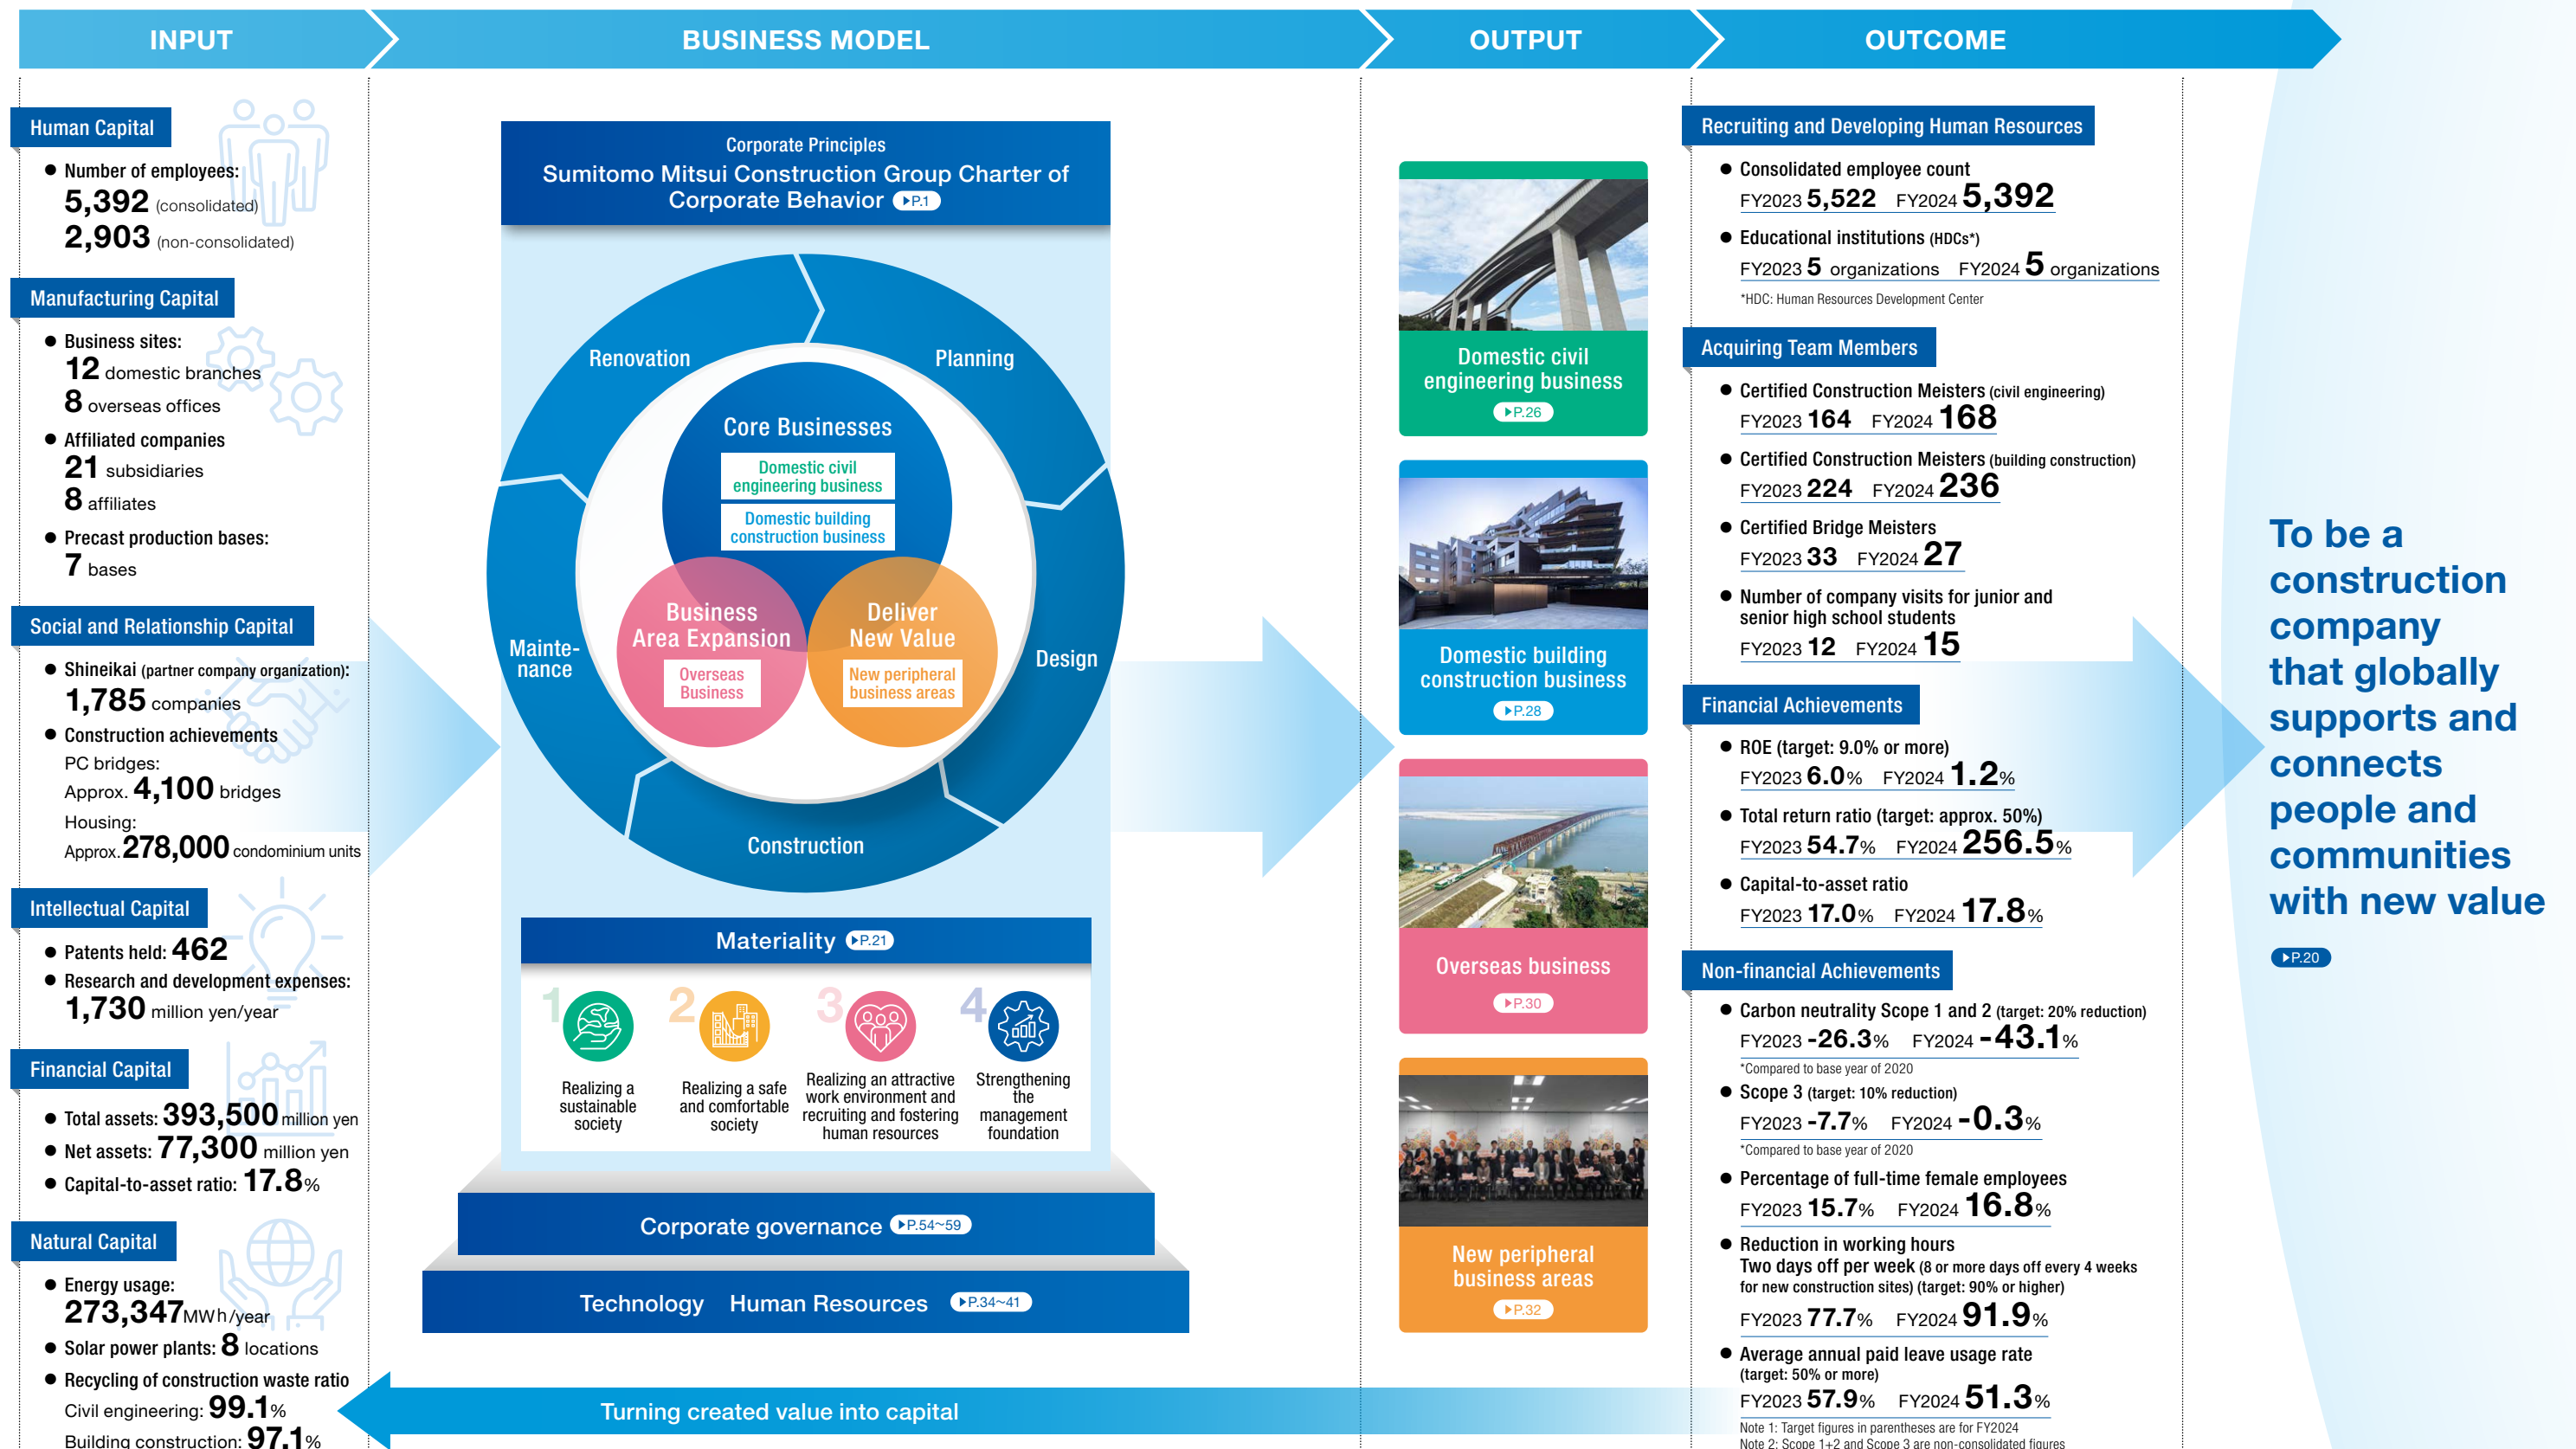 INPUT
BUSINESS MODEL
OUTPUT
OUTCOME
Human Capital
● Number of employees:
5,392 (consolidated)
2,903 (non-consolidated)
Manufacturing Capital
● Business sites:
12 domestic branches
8 overseas offices
● Affiliated companies
21 subsidiaries
8 affiliates
● Precast production bases:
7 bases
Social and Relationship Capital
● Shineikai (partner company organization):
1,785 companies
● Construction achievements
PC bridges:
Approx. 4,100 bridges
Housing:
Approx. 278,000 condominium units
Intellectual Capital
● Patents held: 462
● Research and development expenses:
1,730 million yen/year
Financial Capital
● Total assets: 393,500 million yen
● Net assets: 77,300 million yen
● Capital-to-asset ratio: 17.8%
Natural Capital
● Energy usage:
273,347MWh/year
● Solar power plants: 8 locations
● Recycling of construction waste ratio
Civil engineering: 99.1%
Building construction: 97.1%
Corporate Principles
Sumitomo Mitsui Construction Group Charter of
Corporate Behavior ▶P.1
Renovation
Planning
Design
Construction
Mainte-
nance
Core Businesses
Domestic civil
engineering business
Domestic building
construction business
Business
Area Expansion
Overseas
Business
Deliver
New Value
New peripheral
business areas
Materiality ▶P.21
1
Realizing a
sustainable
society
2
Realizing a safe
and comfortable
society
3
Realizing an attractive
work environment and
recruiting and fostering
human resources
4
Strengthening
the
management
foundation
Corporate governance ▶P.54~59
Technology Human Resources ▶P.34~41
Turning created value into capital
Domestic civil
engineering business
▶P.26
Domestic building
construction business
▶P.28
Overseas business
▶P.30
New peripheral
business areas
▶P.32
Recruiting and Developing Human Resources
● Consolidated employee count
FY2023 5,522 FY2024 5,392
● Educational institutions (HDCs*)
FY2023 5 organizations FY2024 5 organizations
*HDC: Human Resources Development Center
Acquiring Team Members
● Certified Construction Meisters (civil engineering)
FY2023 164 FY2024 168
● Certified Construction Meisters (building construction)
FY2023 224 FY2024 236
● Certified Bridge Meisters
FY2023 33 FY2024 27
● Number of company visits for junior and
senior high school students
FY2023 12 FY2024 15
Financial Achievements
● ROE (target: 9.0% or more)
FY2023 6.0% FY2024 1.2%
● Total return ratio (target: approx. 50%)
FY2023 54.7% FY2024 256.5%
● Capital-to-asset ratio
FY2023 17.0% FY2024 17.8%
Non-financial Achievements
● Carbon neutrality Scope 1 and 2 (target: 20% reduction)
FY2023 -26.3% FY2024 -43.1%
*Compared to base year of 2020
● Scope 3 (target: 10% reduction)
FY2023 -7.7% FY2024 -0.3%
*Compared to base year of 2020
● Percentage of full-time female employees
FY2023 15.7% FY2024 16.8%
● Reduction in working hours
Two days off per week (8 or more days off every 4 weeks
for new construction sites) (target: 90% or higher)
FY2023 77.7% FY2024 91.9%
● Average annual paid leave usage rate
(target: 50% or more)
FY2023 57.9% FY2024 51.3%
Note 1: Target figures in parentheses are for FY2024
Note 2: Scope 1+2 and Scope 3 are non-consolidated figures
To be a
construction
company
that globally
supports and
connects
people and
communities
with new value
▶P.20